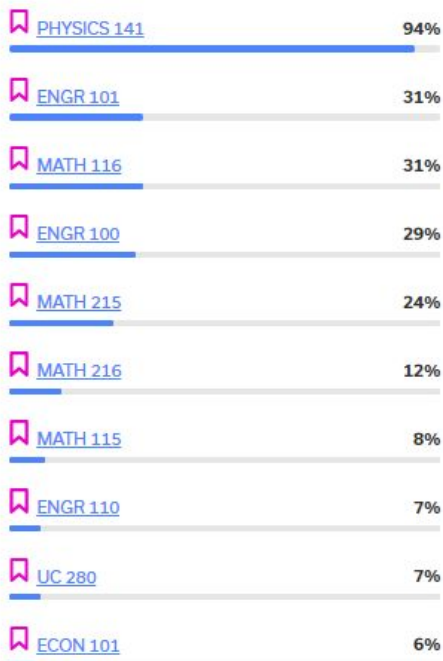 PHYSICS 141 94%
ENGR 101 31%
MATH 116 31%
ENGR 100 29%
MATH 215 24%
MATH 216 12%
MATH 115 8%
ENGR 110 7%
UC 280 7%
ECON 101 6%